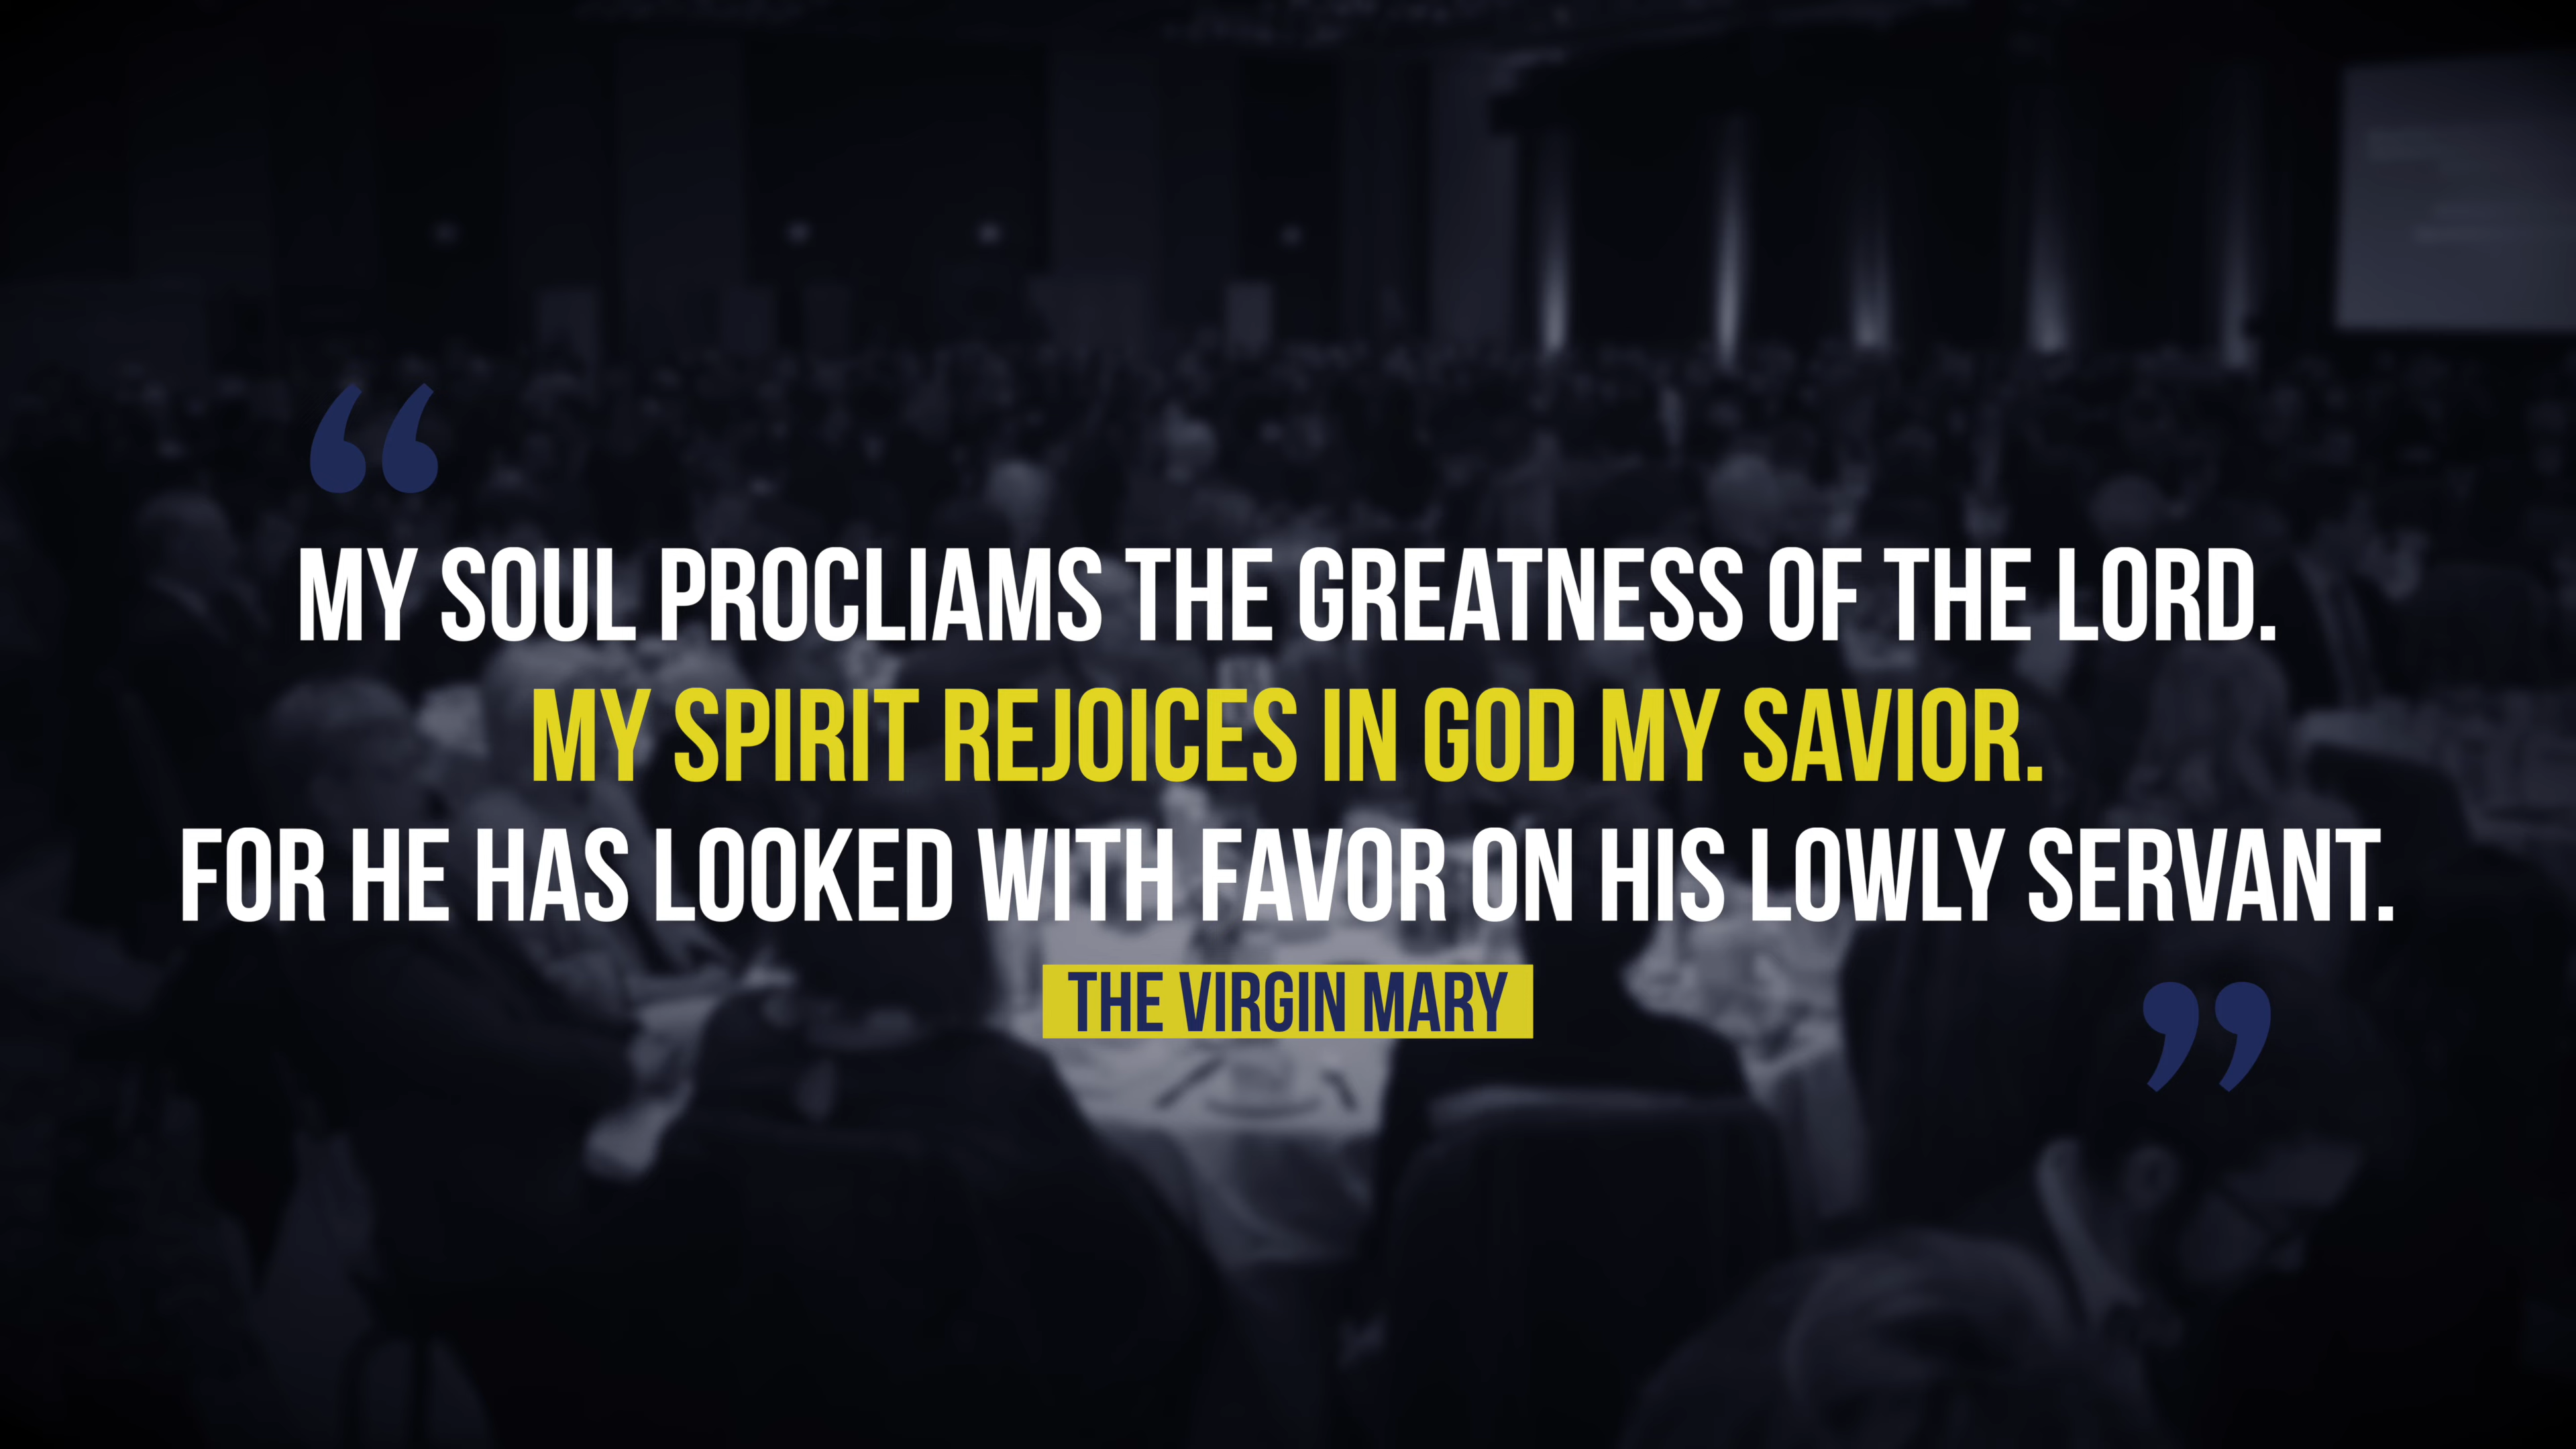 “
MY SOUL PROCLIAMS THE GREATNESS OF THE LORD.
MY SPIRIT REJOICES IN GOD MY SAVIOR.
FOR HE HAS LOOKED WITH FAVOR ON HIS LOWLY SERVANT.
THE VIRGIN MARY
”